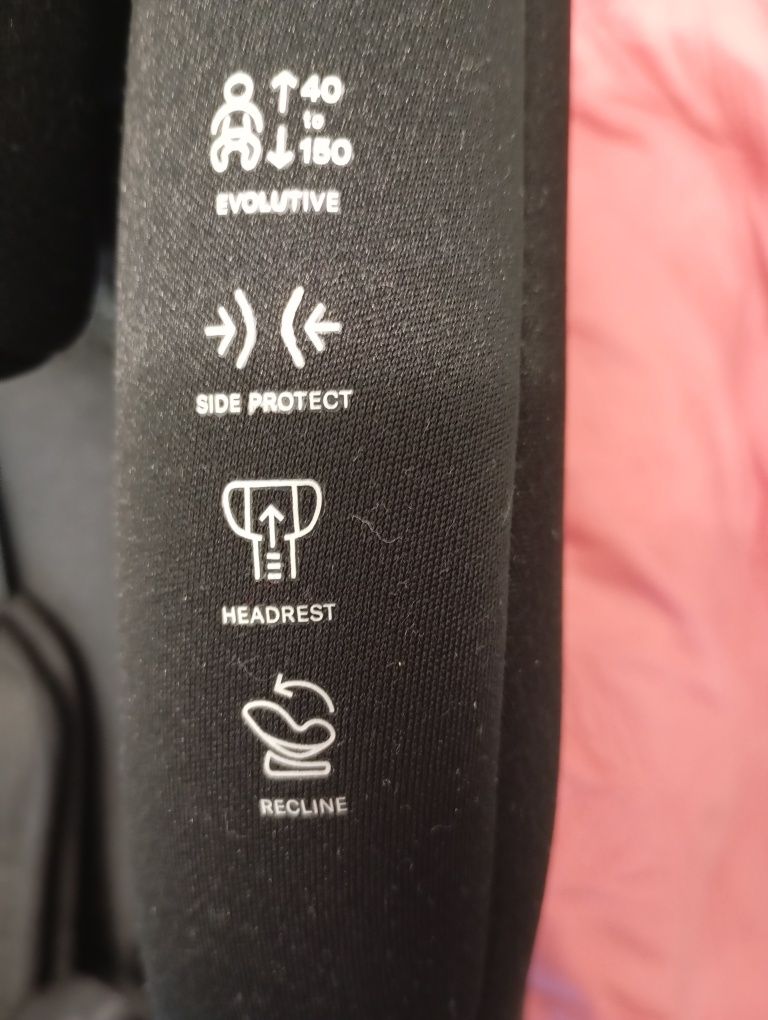 40
to
150
EVOLUTIVE
SIDE PROTECT
HEADREST
RECLINE